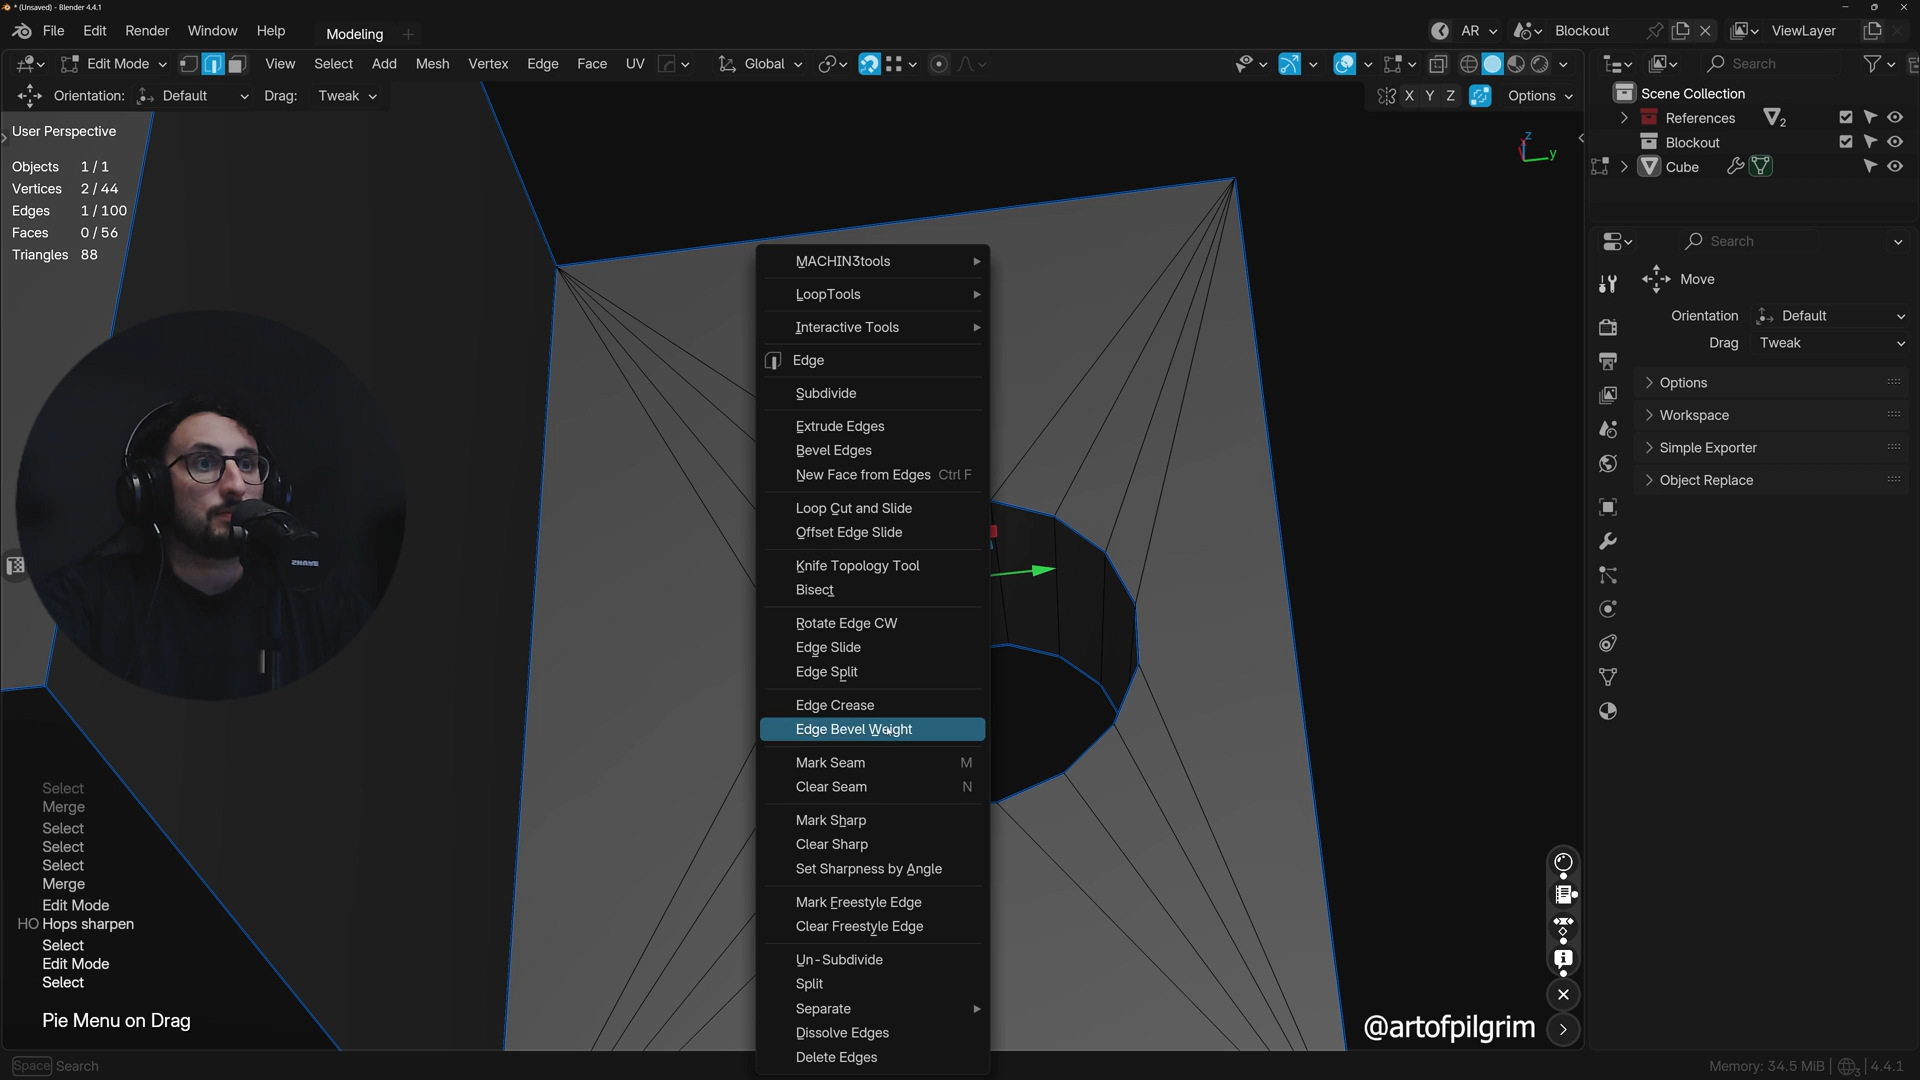 * (Unsaved) - Blender 4.4.1
File Edit Render Window Help Modeling
AR Blockout ViewLayer
Edit Mode View Select Add Mesh Vertex Edge Face UV Global
Search
Orientation: Default Drag: Tweak
X Y Z Options
User Perspective
Objects 1 / 1
Vertices 2 / 44
Edges 1 / 100
Faces 0 / 56
Triangles 88
Z
y
MACHIN3tools
LoopTools
Interactive Tools
Edge
Subdivide
Extrude Edges
Bevel Edges
New Face from Edges Ctrl F
Loop Cut and Slide
Offset Edge Slide
Knife Topology Tool
Bisect
Rotate Edge CW
Edge Slide
Edge Split
Edge Crease
Edge Bevel Weight
Mark Seam M
Clear Seam N
Mark Sharp
Clear Sharp
Set Sharpness by Angle
Mark Freestyle Edge
Clear Freestyle Edge
Un-Subdivide
Split
Separate
Dissolve Edges
Delete Edges
SHURE
Select
Merge
Select
Select
Select
Merge
Edit Mode
HO Hops sharpen
Select
Edit Mode
Select
Pie Menu on Drag
@artofpilgrim
Scene Collection
References 2
Blockout
Cube
Search
Move
Orientation Default
Drag Tweak
Options
Workspace
Simple Exporter
Object Replace
Space Search
Memory: 34.5 MiB 3 4.4.1